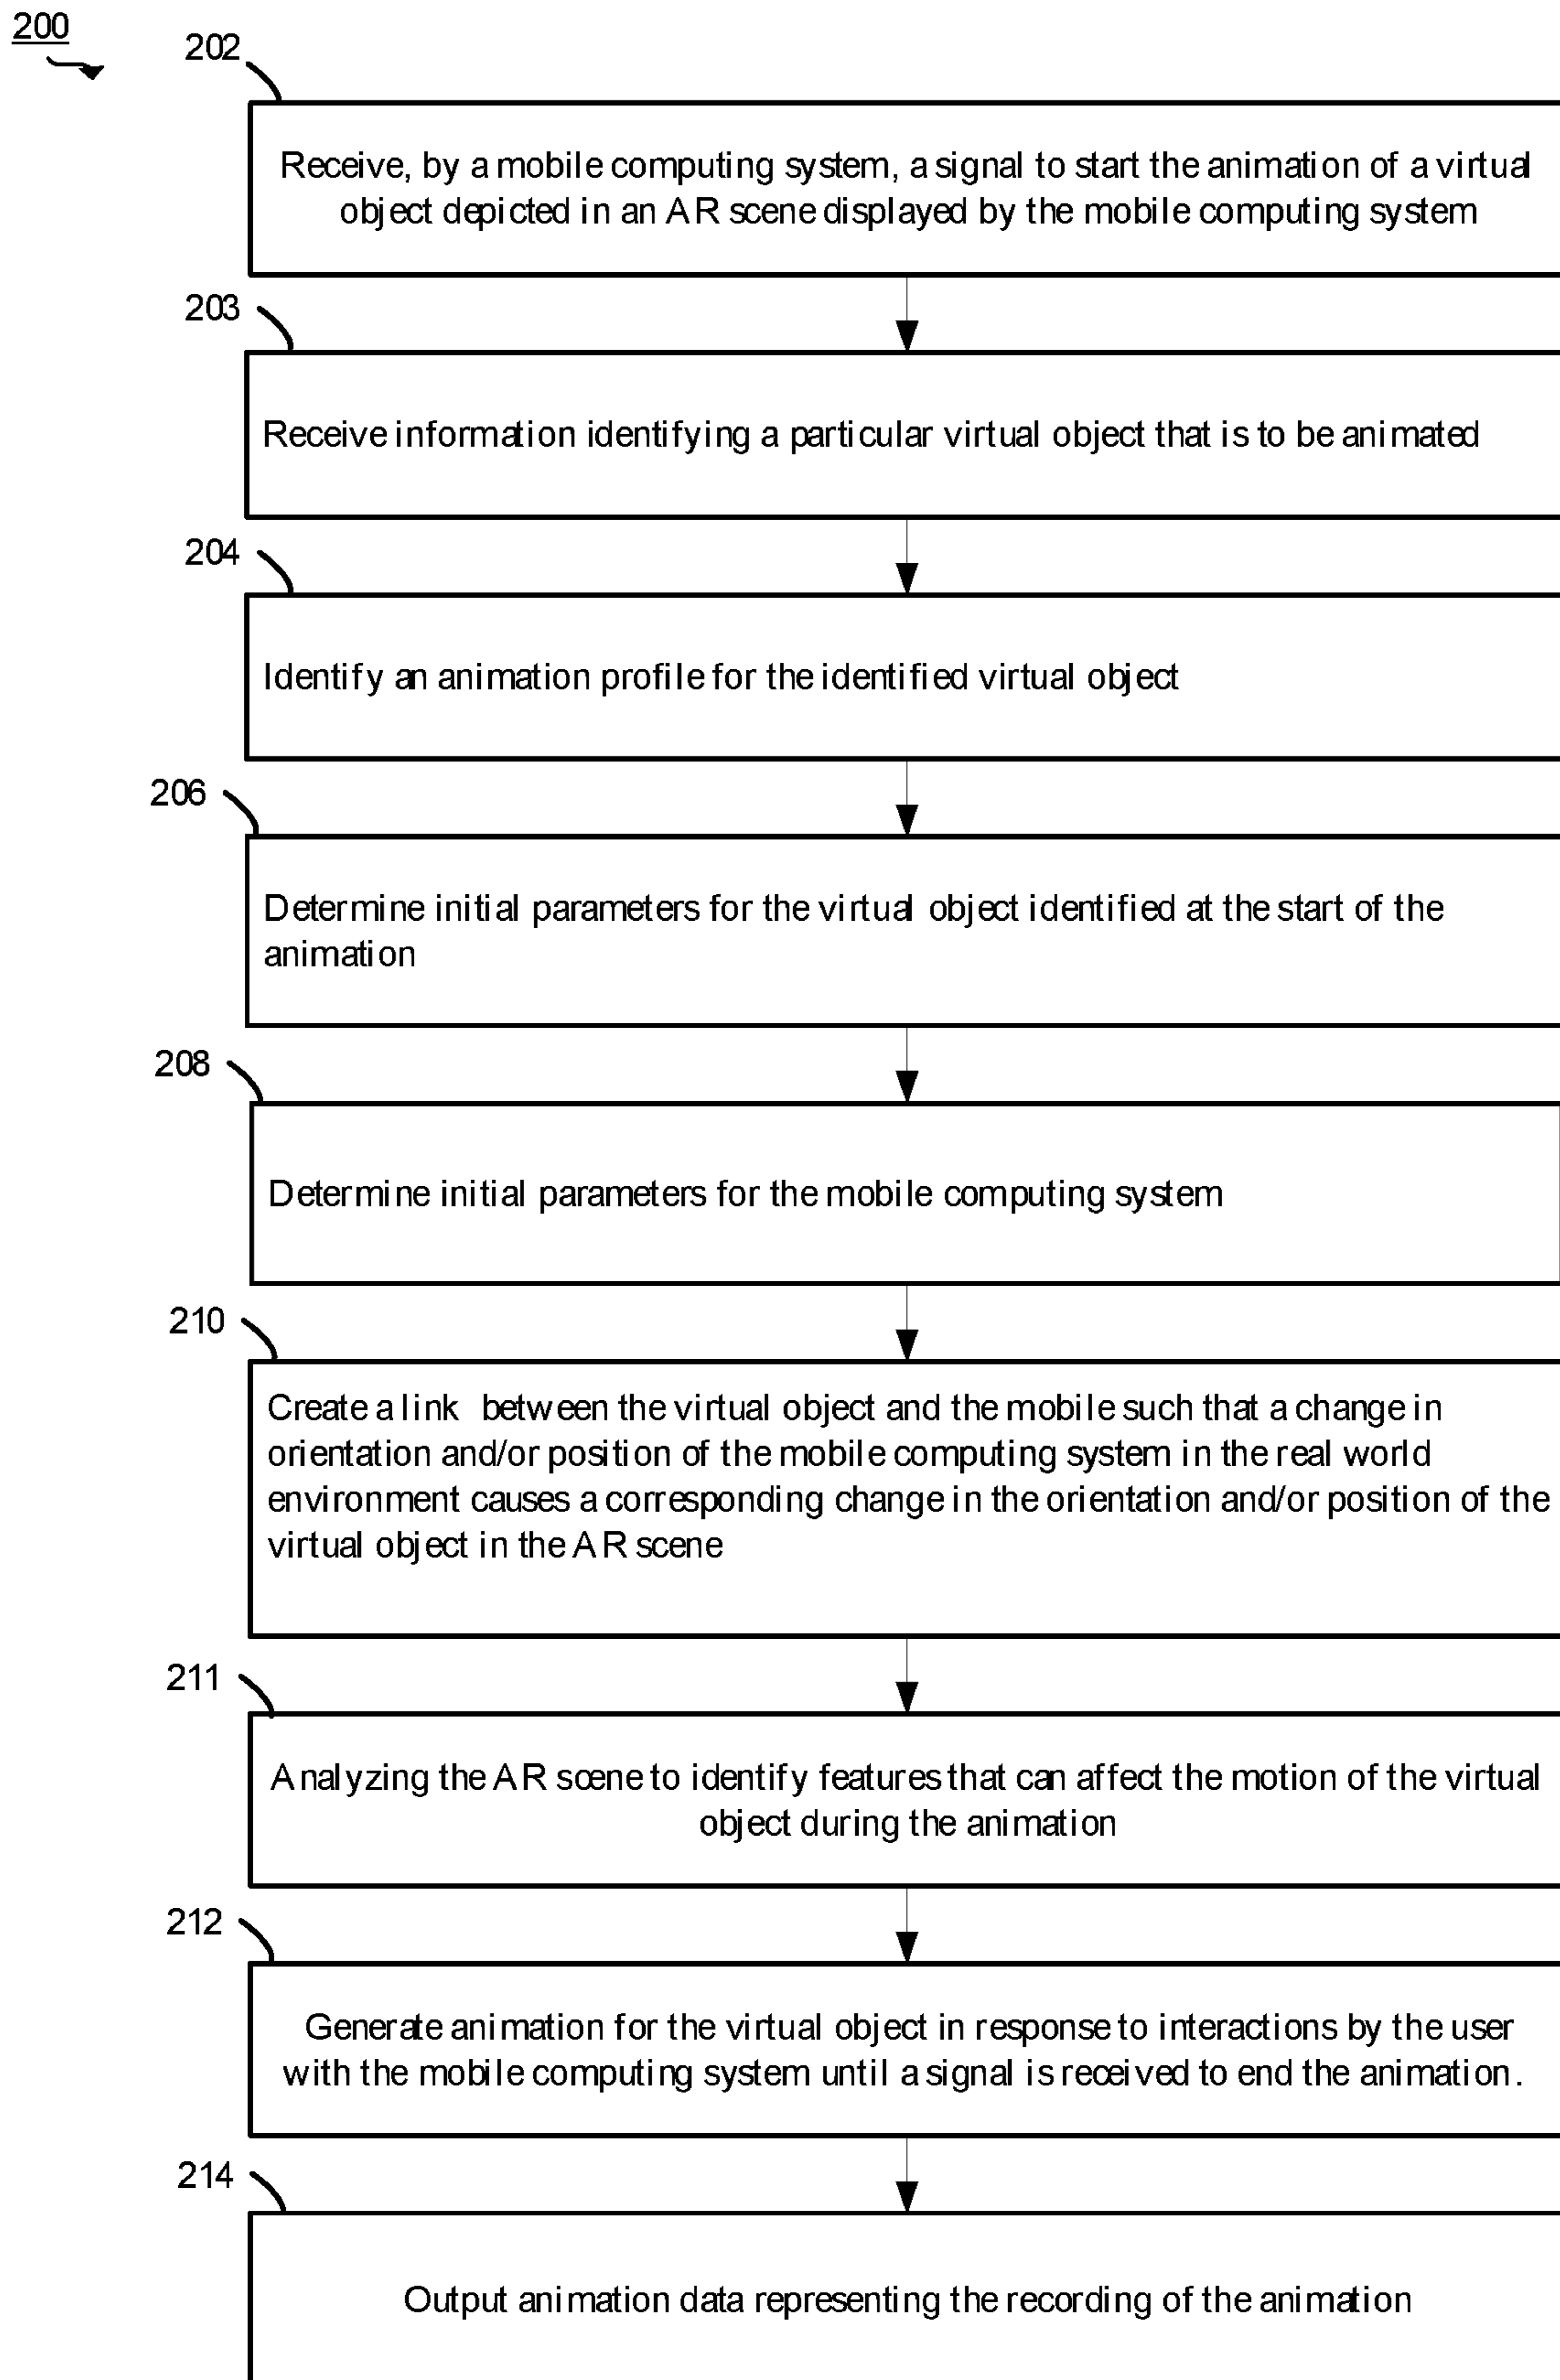 200
202
Receive, by a mobile computing system, a signal to start the animation of a virtual
object depicted in an AR scene displayed by the mobile computing system
203
Receive information identifying a particular virtual object that is to be animated
204
Identify an animation profile for the identified virtual object
206
Determine initial parameters for the virtual object identified at the start of the
animation
208
Determine initial parameters for the mobile computing system
210
Create a link between the virtual object and the mobile such that a change in
orientation and/or position of the mobile computing system in the real world
environment causes a corresponding change in the orientation and/or position of the
virtual object in the AR scene
211
Analyzing the AR scene to identify features that can affect the motion of the virtual
object during the animation
212
Generate animation for the virtual object in response to interactions by the user
with the mobile computing system until a signal is received to end the animation.
214
Output animation data representing the recording of the animation